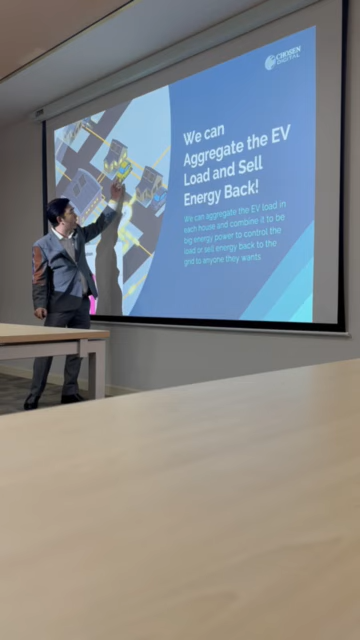 CHOSEN
DIGITAL
We can
Aggregate the EV
Load and Sell
Energy Back!
We can aggregate the EV load in
each house and combine it to be
big energy power to control the
load or sell energy back to the
grid to anyone they wants